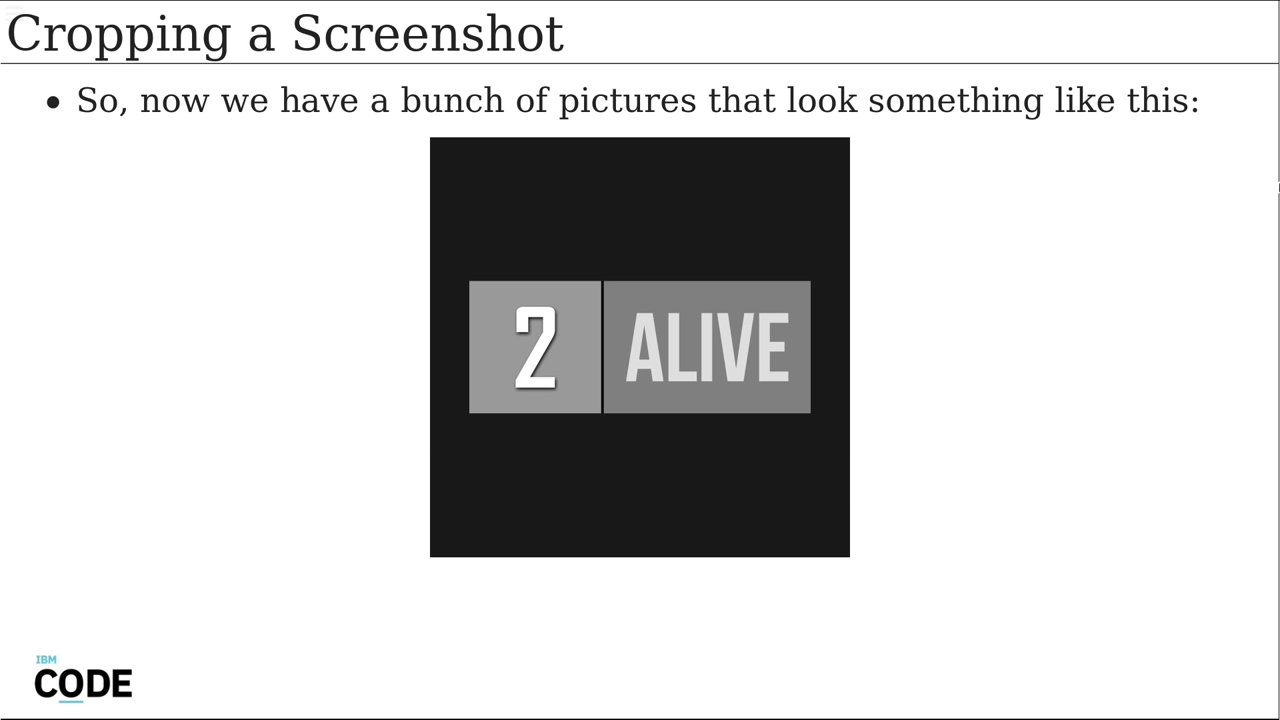 Cropping a Screenshot
• So, now we have a bunch of pictures that look something like this:
2 ALIVE
IBM
CODE